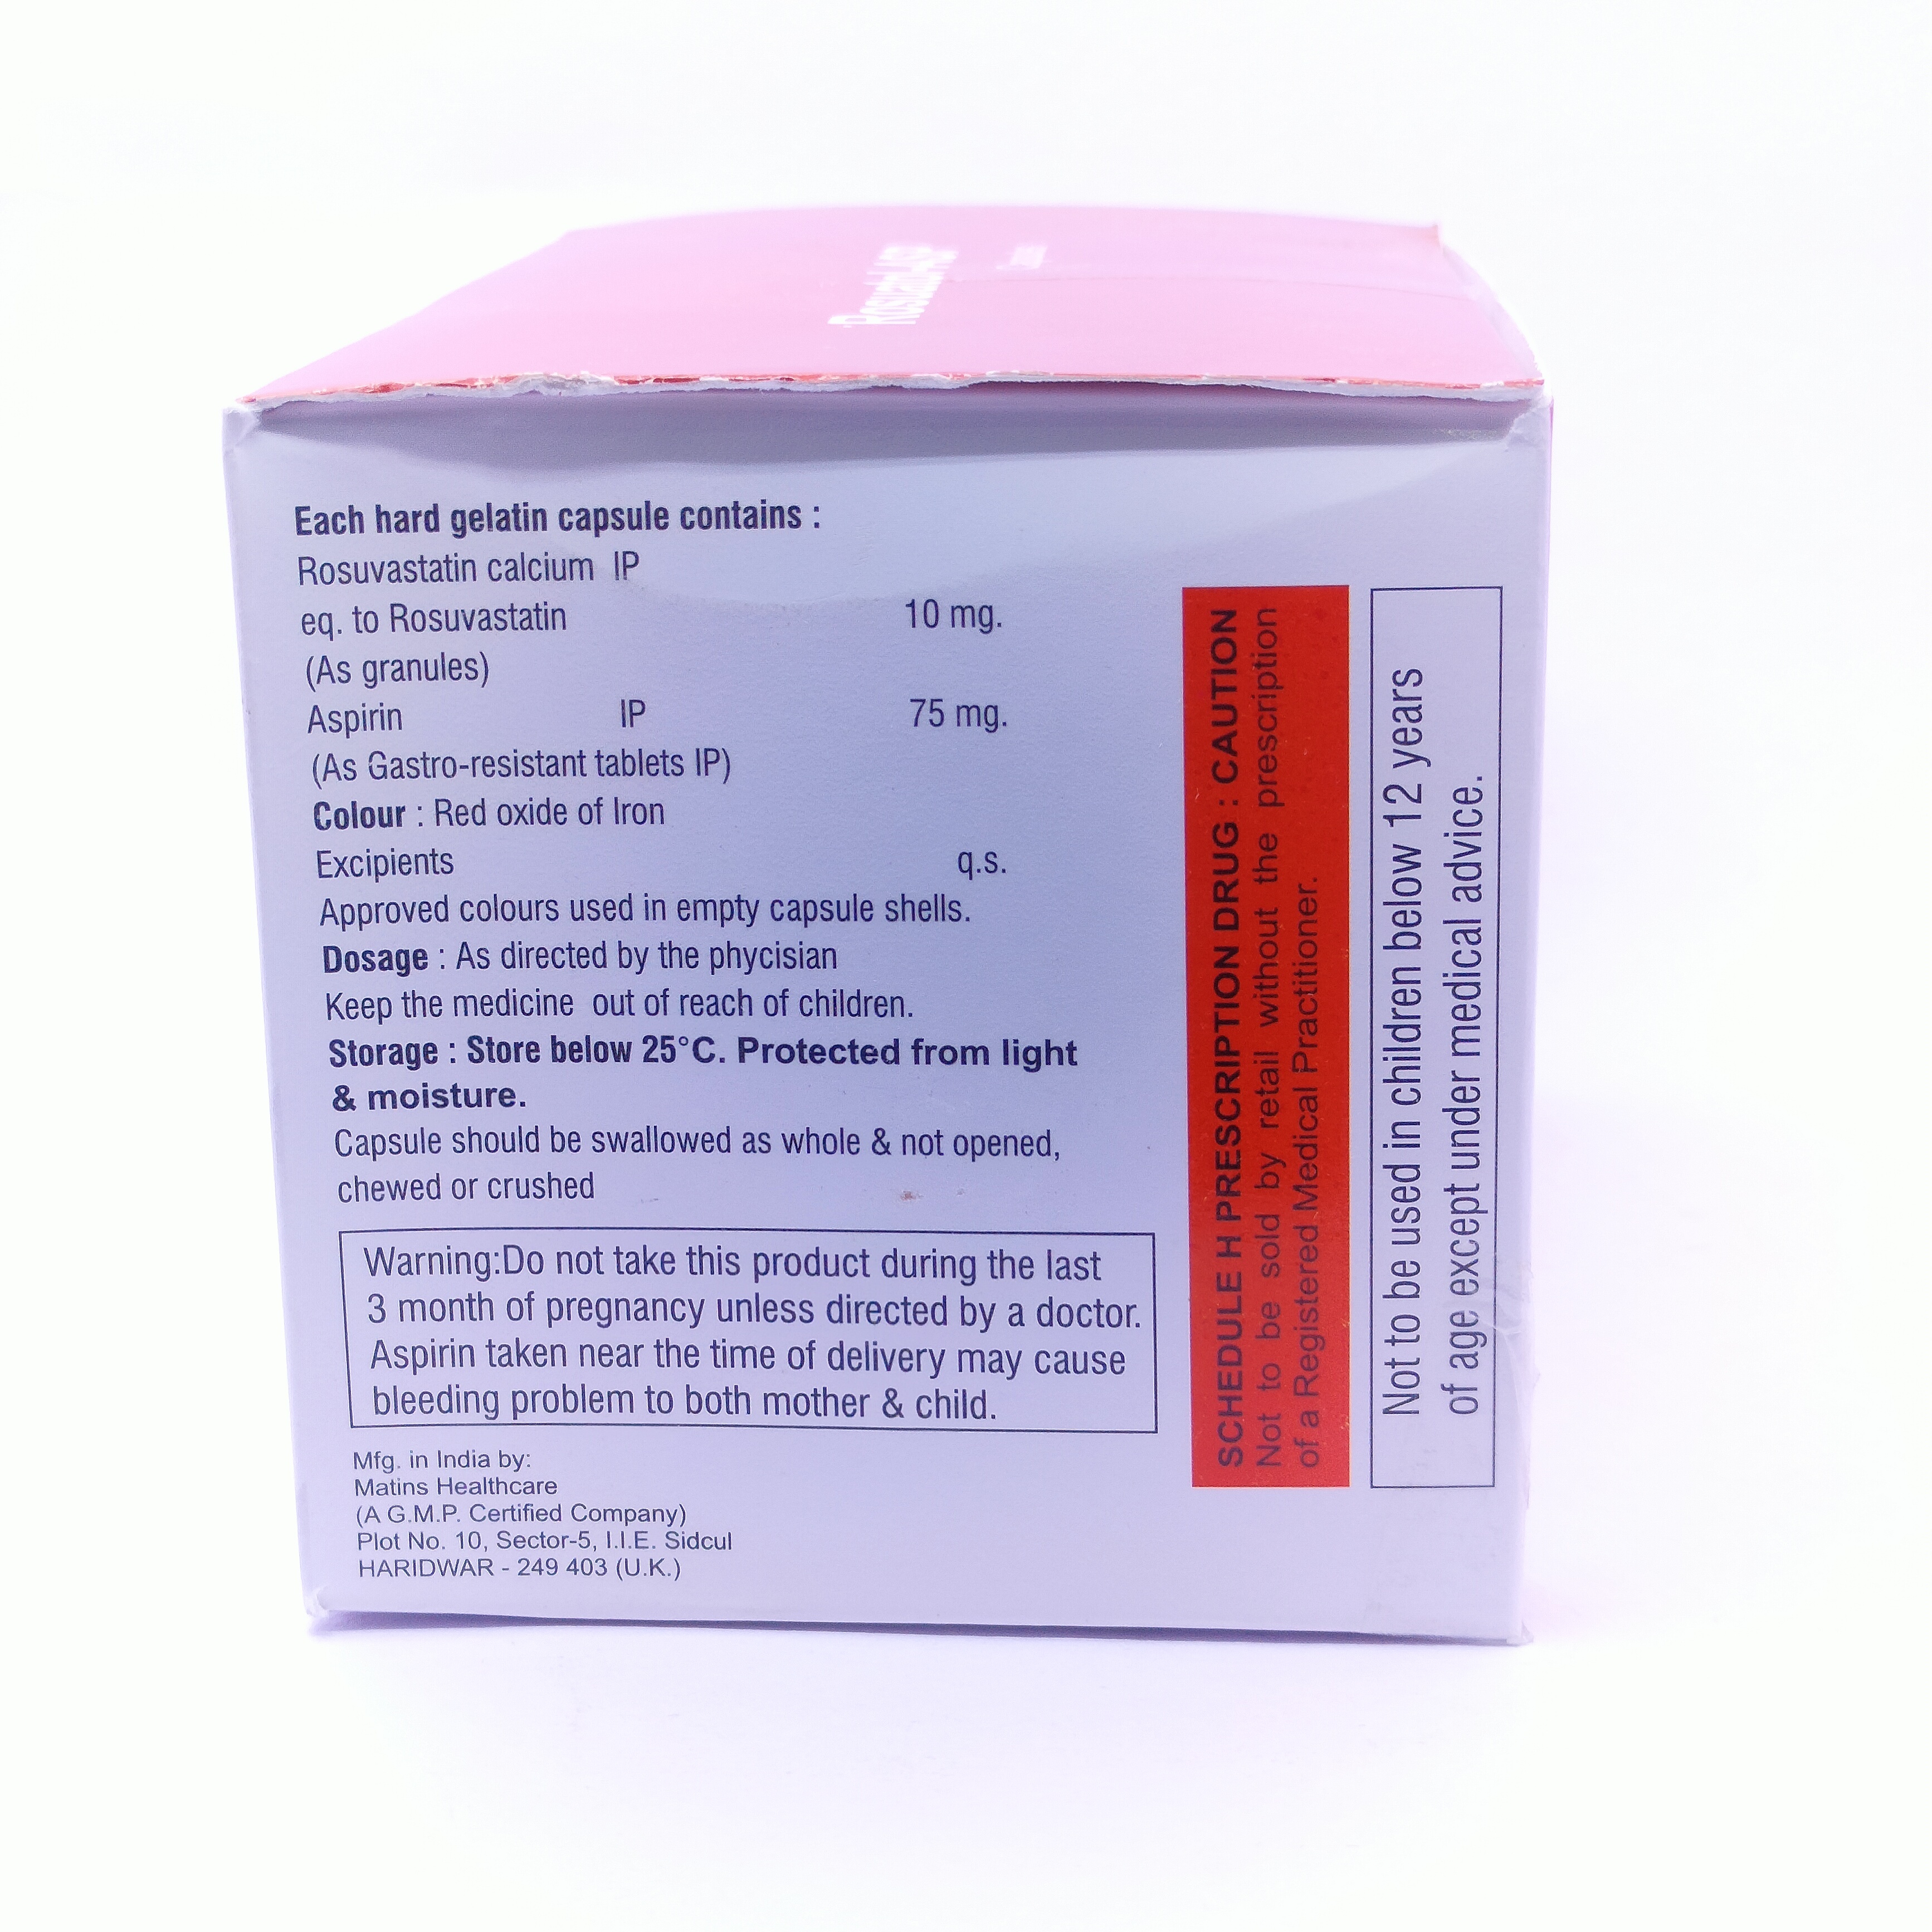 Each hard gelatin capsule contains :
Rosuvastatin calcium IP
eq. to Rosuvastatin 10 mg.
(As granules)
Aspirin IP 75 mg.
(As Gastro-resistant tablets IP)
Colour : Red oxide of Iron
Excipients q.s.
Approved colours used in empty capsule shells.
Dosage : As directed by the phycisian
Keep the medicine out of reach of children.
Storage : Store below 25°C. Protected from light
& moisture.
Capsule should be swallowed as whole & not opened,
chewed or crushed
Warning:Do not take this product during the last
3 month of pregnancy unless directed by a doctor.
Aspirin taken near the time of delivery may cause
bleeding problem to both mother & child.
Mfg. in India by:
Matins Healthcare
(A G.M.P. Certified Company)
Plot No. 10, Sector-5, I.I.E. Sidcul
HARIDWAR - 249 403 (U.K.)
SCHEDULE H PRESCRIPTION DRUG : CAUTION
Not to be sold by retail without the prescription
of a Registered Medical Practitioner.
Not to be used in children below 12 years
of age except under medical advice.